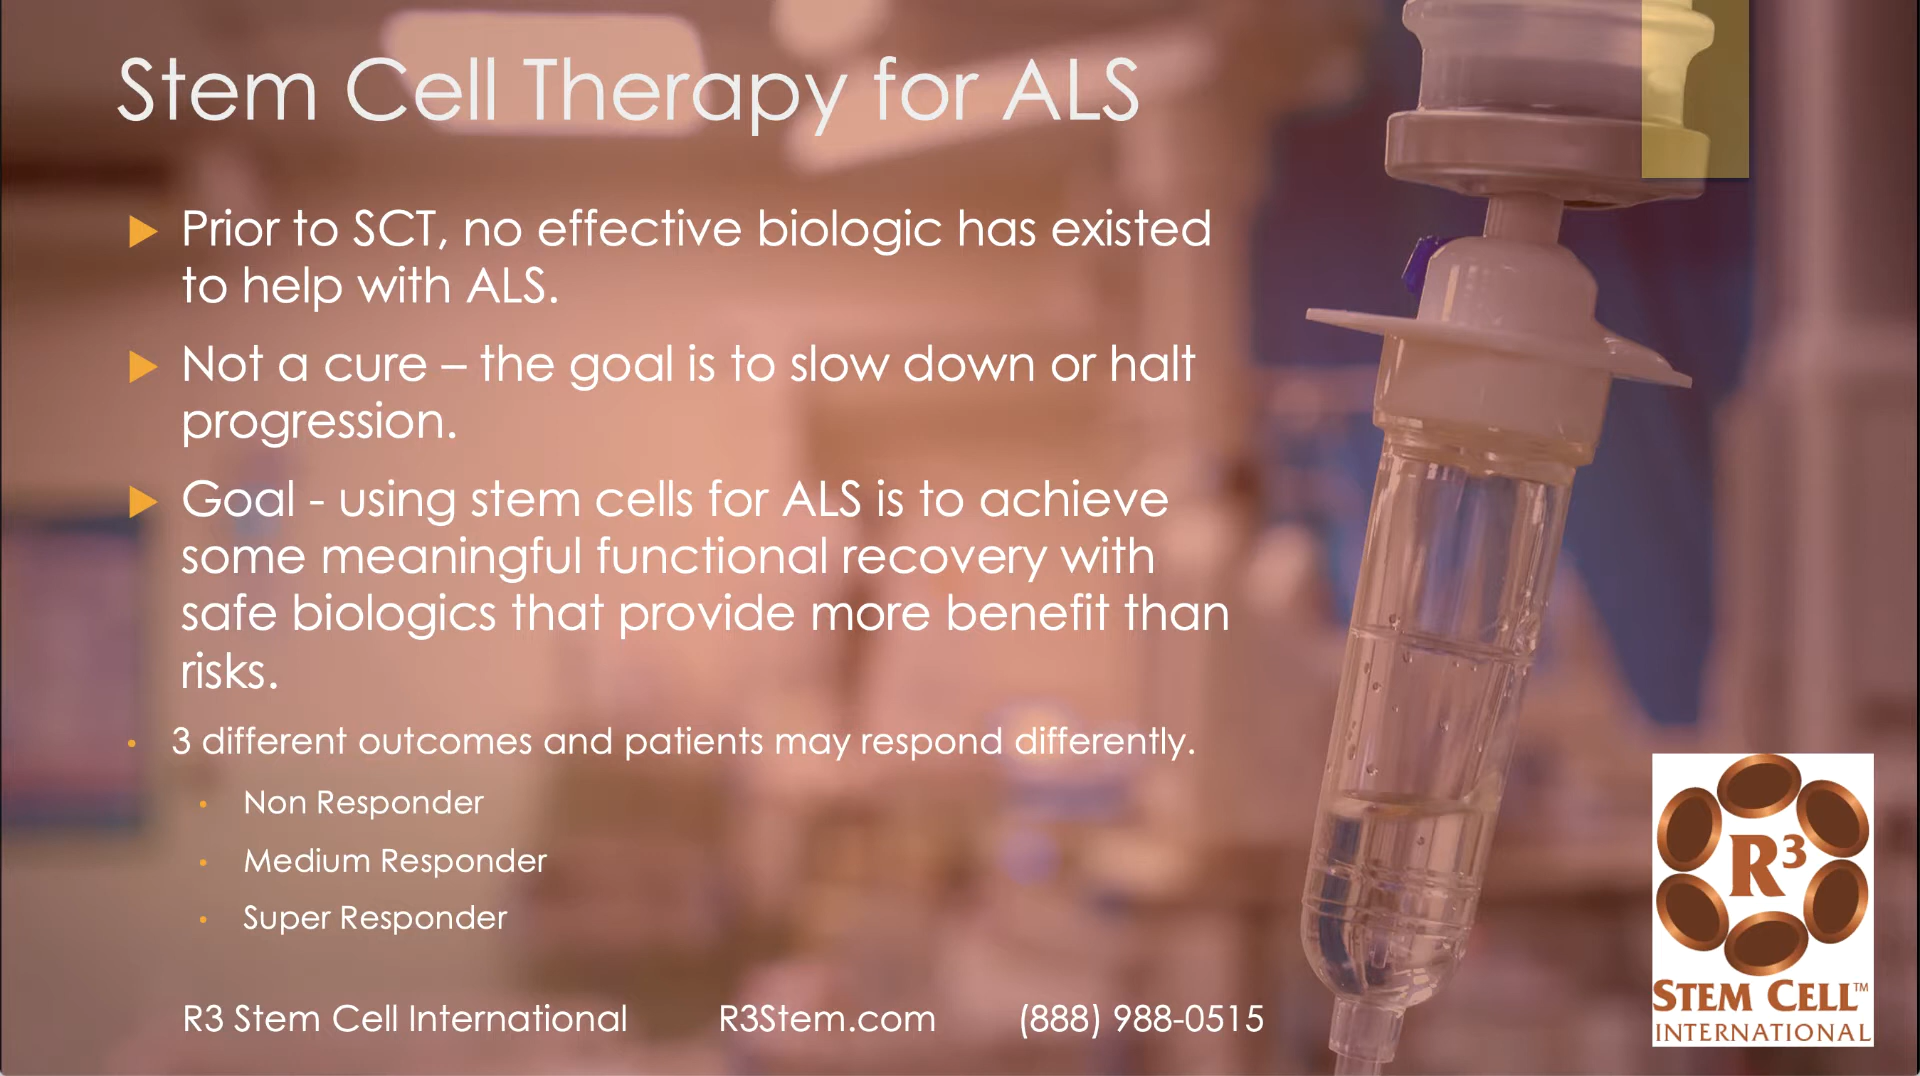 Stem Cell Therapy for ALS
Prior to SCT, no effective biologic has existed
to help with ALS.
Not a cure – the goal is to slow down or halt
progression.
Goal - using stem cells for ALS is to achieve
some meaningful functional recovery with
safe biologics that provide more benefit than
risks.
3 different outcomes and patients may respond differently.
Non Responder
Medium Responder
Super Responder
R3 Stem Cell International R3Stem.com (888) 988-0515
R³
STEM CELL™
INTERNATIONAL